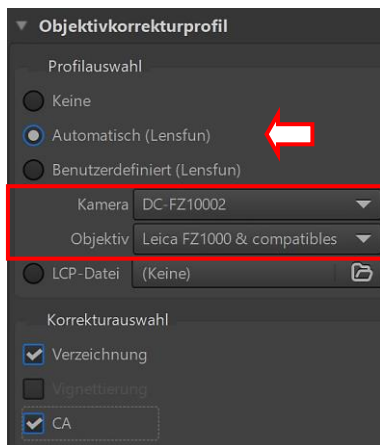 Objektivkorrekturprofil
Profilauswahl
Keine
Automatisch (Lensfun)
Benutzerdefiniert (Lensfun)
Kamera DC-FZ10002
Objektiv Leica FZ1000 & compatibles
LCP-Datei (Keine)
Korrekturauswahl
Verzeichnung
Vignettierung
CA